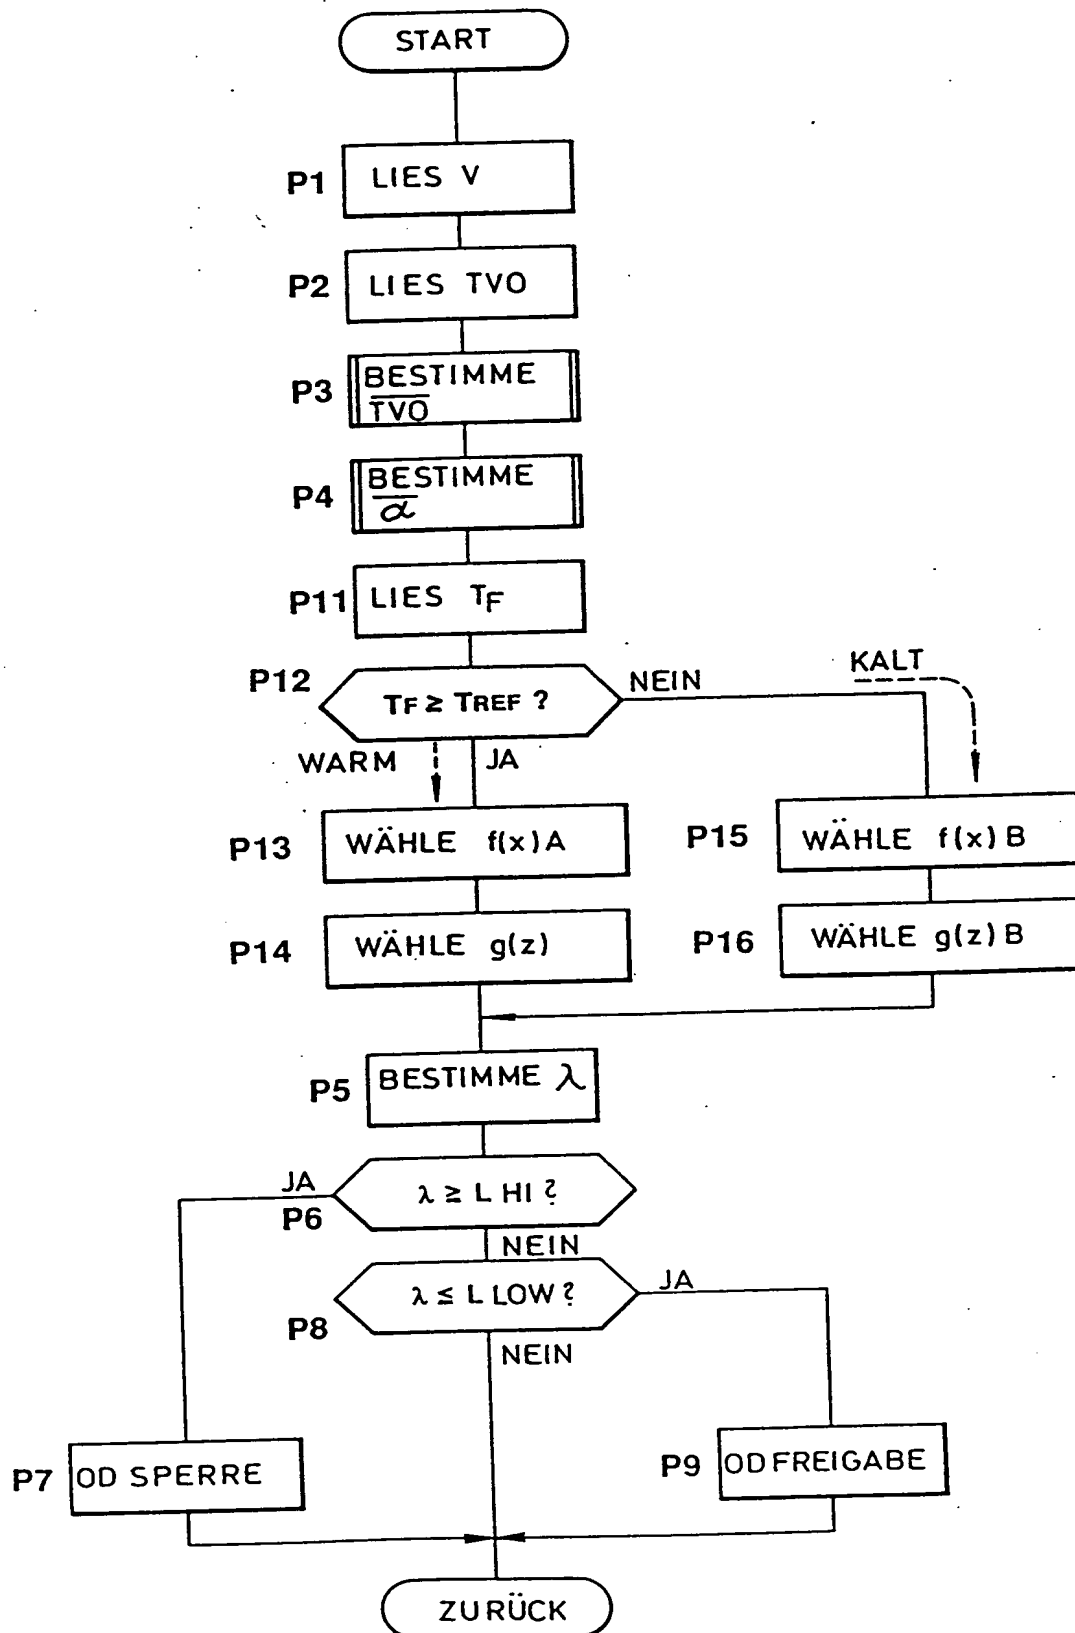 START
P1 LIES V
P2 LIES TVO
P3 BESTIMME
TVO
P4 BESTIMME
α
P11 LIES TF
P12 TF ≥ TREF ? NEIN KALT
WARM JA
P13 WÄHLE f(x) A P15 WÄHLE f(x) B
P14 WÄHLE g(z) P16 WÄHLE g(z) B
P5 BESTIMME λ
JA
P6 λ ≥ L HI ?
NEIN
P8 λ ≤ L LOW ? JA
NEIN
P7 OD SPERRE P9 OD FREIGABE
ZURÜCK